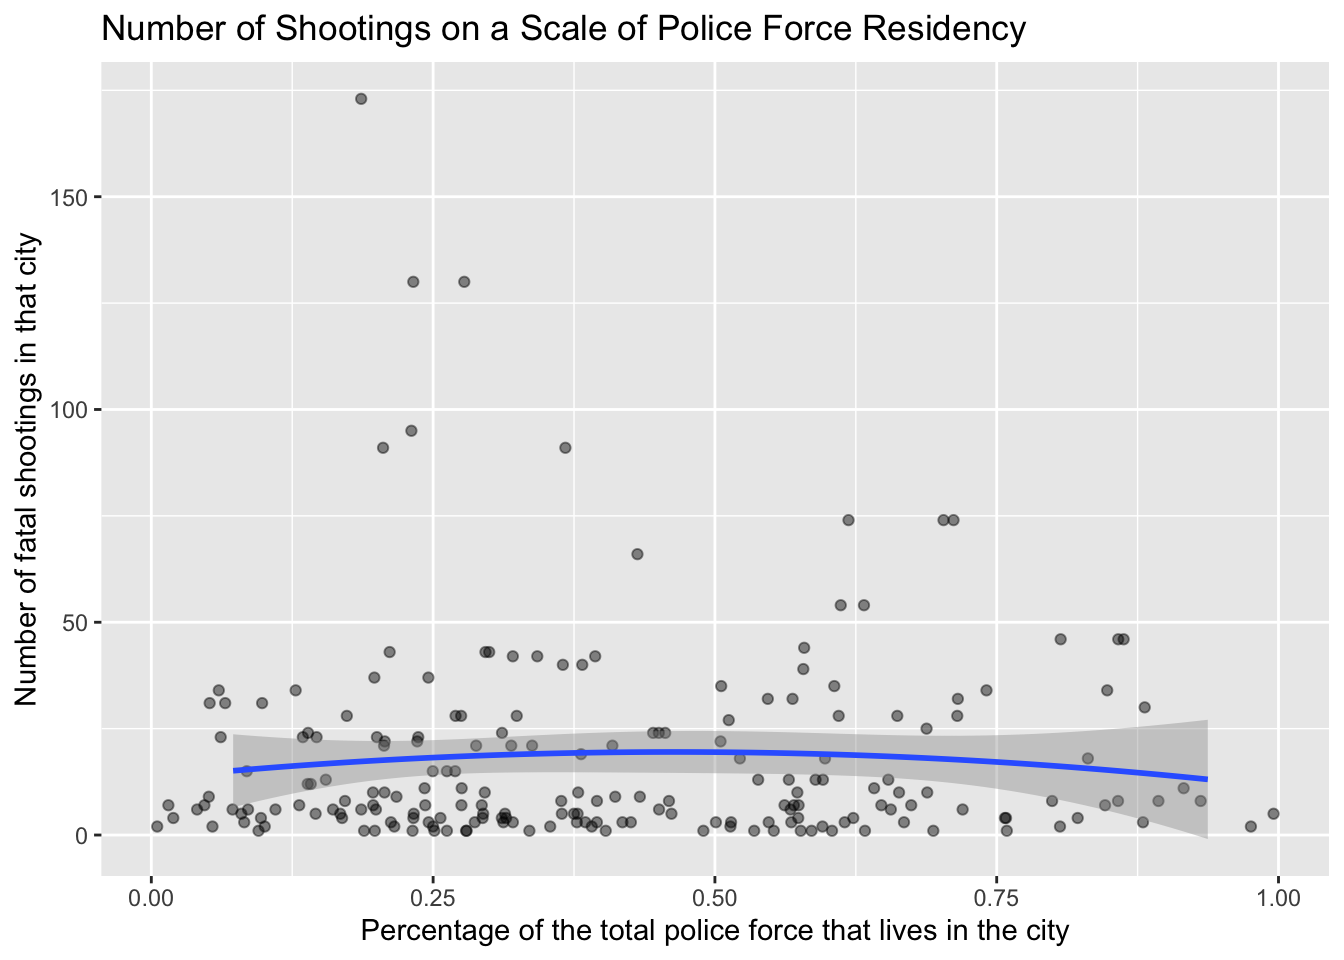 Number of Shootings on a Scale of Police Force Residency
Number of fatal shootings in that city
150
100
50
0
0.00 0.25 0.50 0.75 1.00
Percentage of the total police force that lives in the city